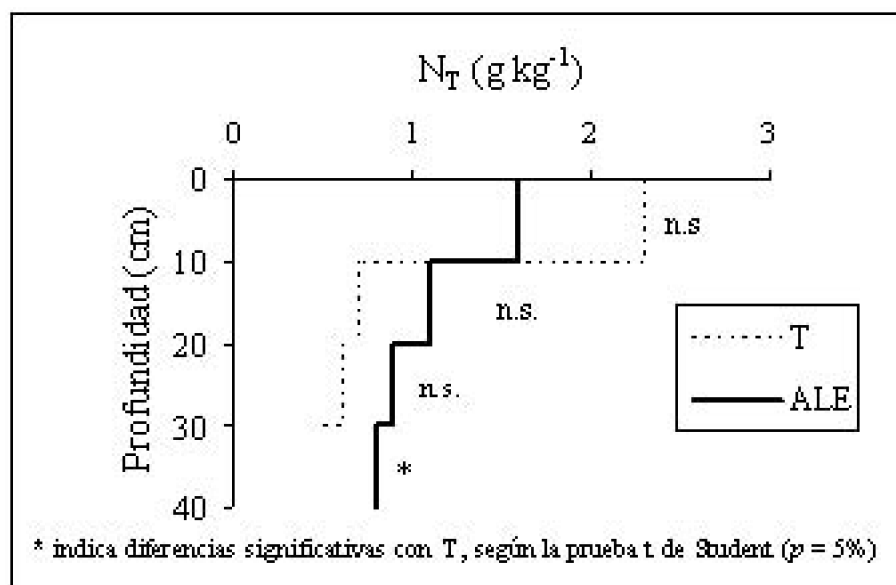 N_T (g kg⁻¹)
0 1 2 3
Profundidad (cm)
0
10
20
30
40
n.s
n.s.
n.s.
*
T
ALE
* indica diferencias significativas con T, según la prueba t de Student (p = 5%)